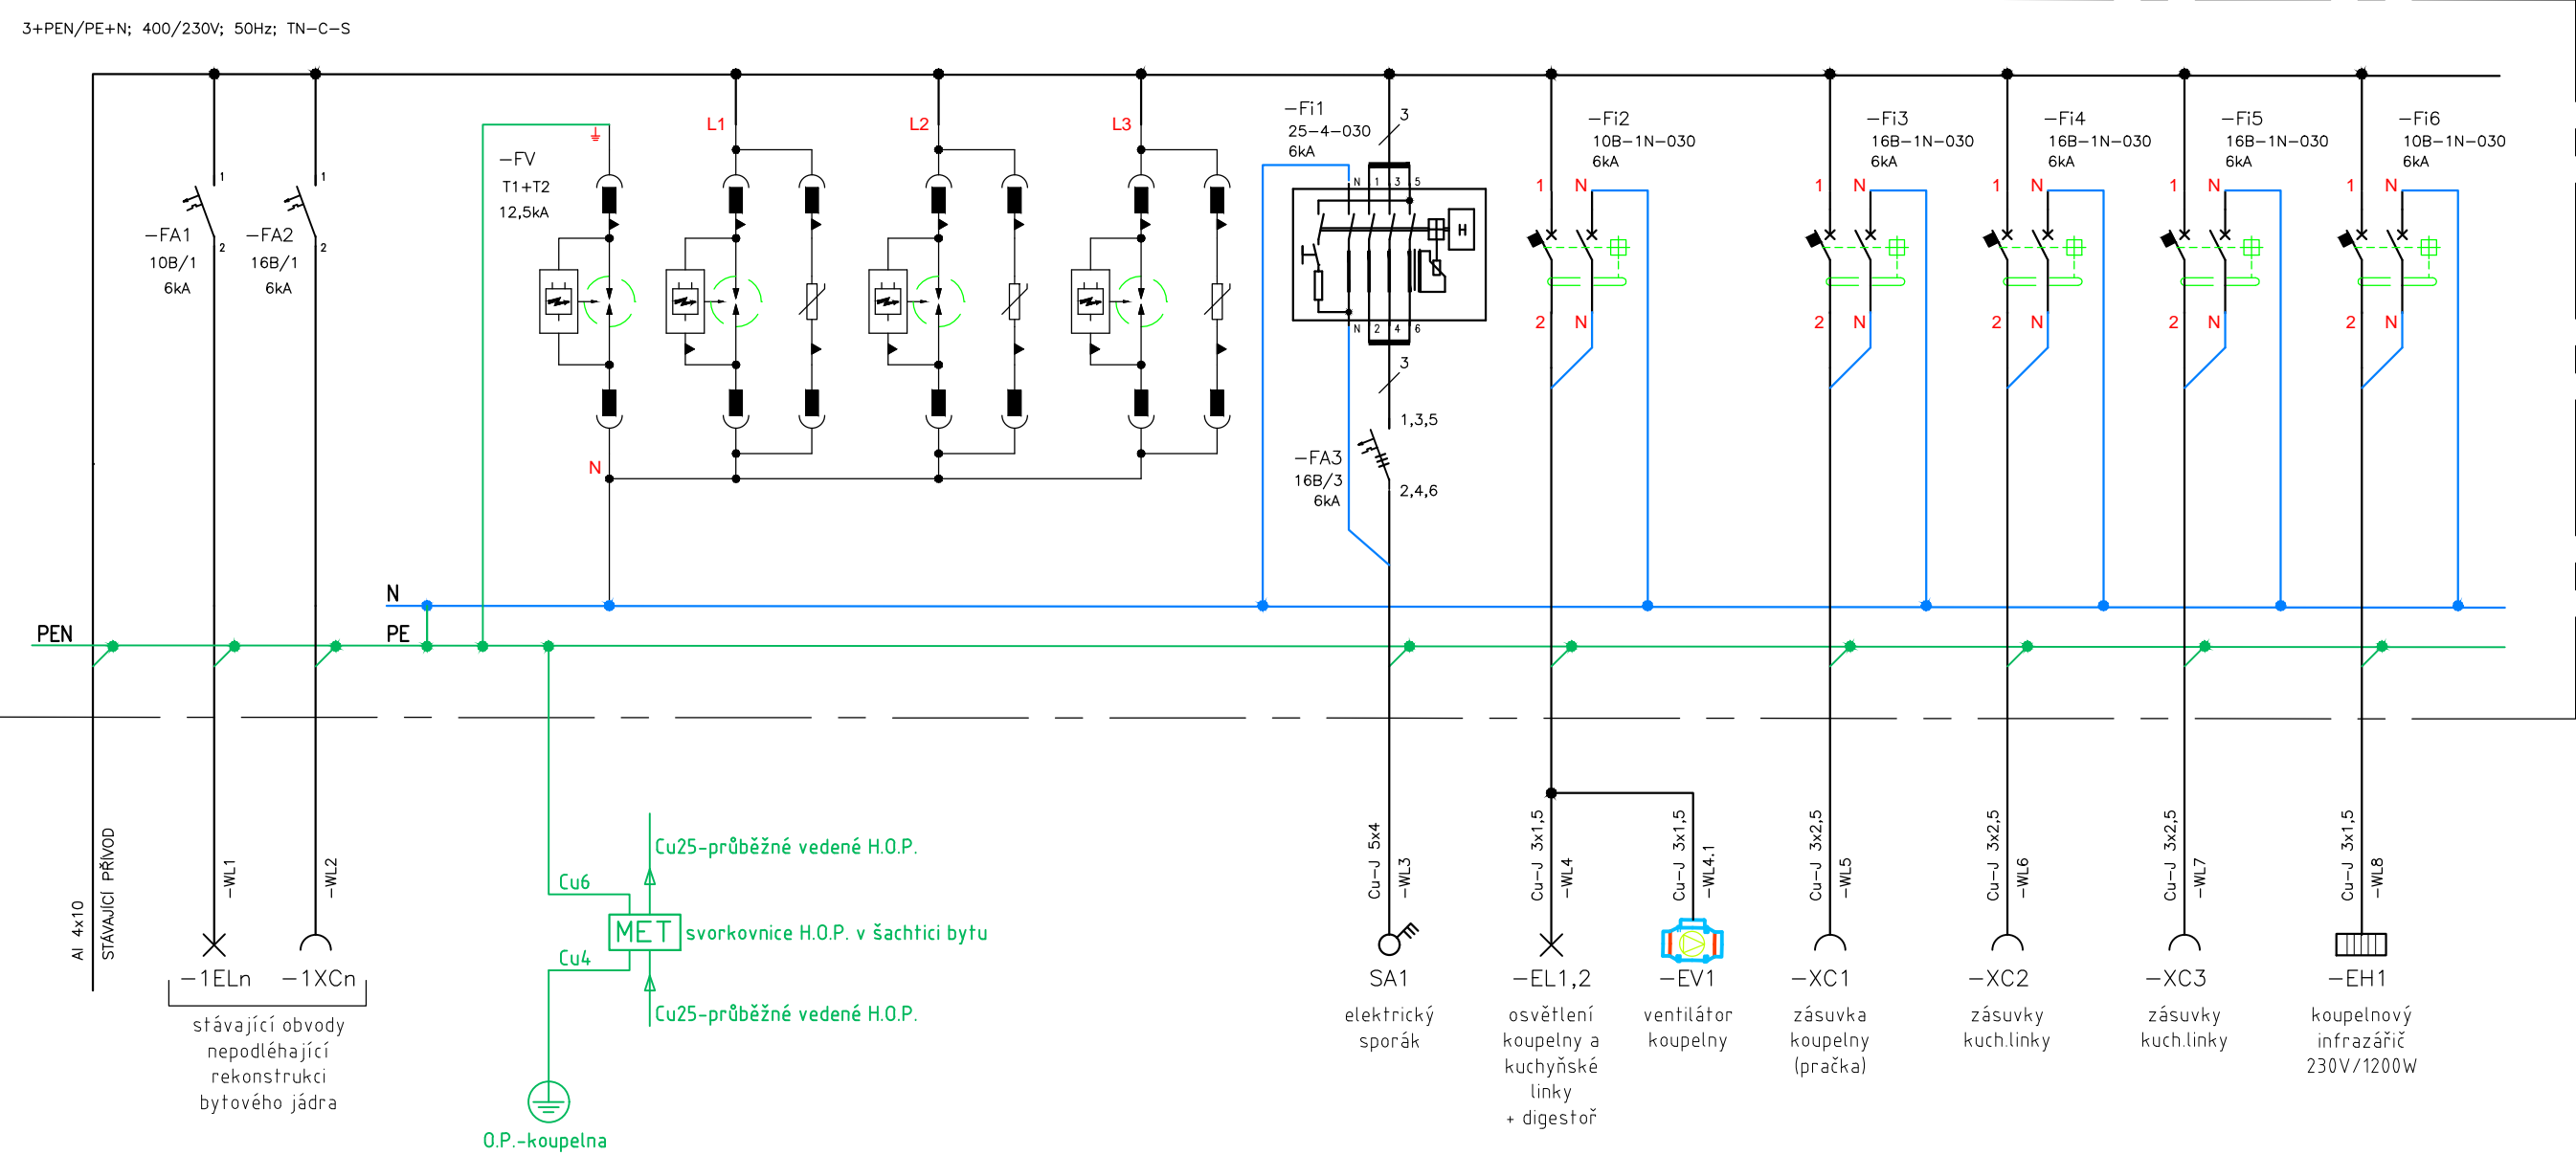 3+PEN/PE+N; 400/230V; 50Hz; TN-C-S
-FA1
10B/1
6kA
1
2
-FA2
16B/1
6kA
1
2
-FV
T1+T2
12,5kA
L1
L2
L3
N
-Fi1
25-4-030
6kA
3
N 1 3 5
H
N 2 4 6
3
1,3,5
-FA3
16B/3
6kA
2,4,6
-Fi2
10B-1N-030
6kA
1 N
2 N
-Fi3
16B-1N-030
6kA
1 N
2 N
-Fi4
16B-1N-030
6kA
1 N
2 N
-Fi5
16B-1N-030
6kA
1 N
2 N
-Fi6
10B-1N-030
6kA
1 N
2 N
N
PEN
PE
Al 4x10
STÁVAJÍCÍ PŘÍVOD
-WL1
-WL2
Cu25-průběžné vedené H.O.P.
Cu6
MET
svorkovnice H.O.P. v šachtici bytu
Cu4
Cu25-průběžné vedené H.O.P.
O.P.-koupelna
Cu-J 5x4
-WL3
Cu-J 3x1,5
-WL4
Cu-J 3x1,5
-WL4.1
Cu-J 3x2,5
-WL5
Cu-J 3x2,5
-WL6
Cu-J 3x2,5
-WL7
Cu-J 3x1,5
-WL8
-1ELn
-1XCn
stávající obvody
nepodléhající
rekonstrukci
bytového jádra
SA1
elektrický
sporák
-EL1,2
osvětlení
koupelny a
kuchyňské
linky
+ digestoř
-EV1
ventilátor
koupelny
-XC1
zásuvka
koupelny
(pračka)
-XC2
zásuvky
kuch.linky
-XC3
zásuvky
kuch.linky
-EH1
koupelnový
infrazářič
230V/1200W